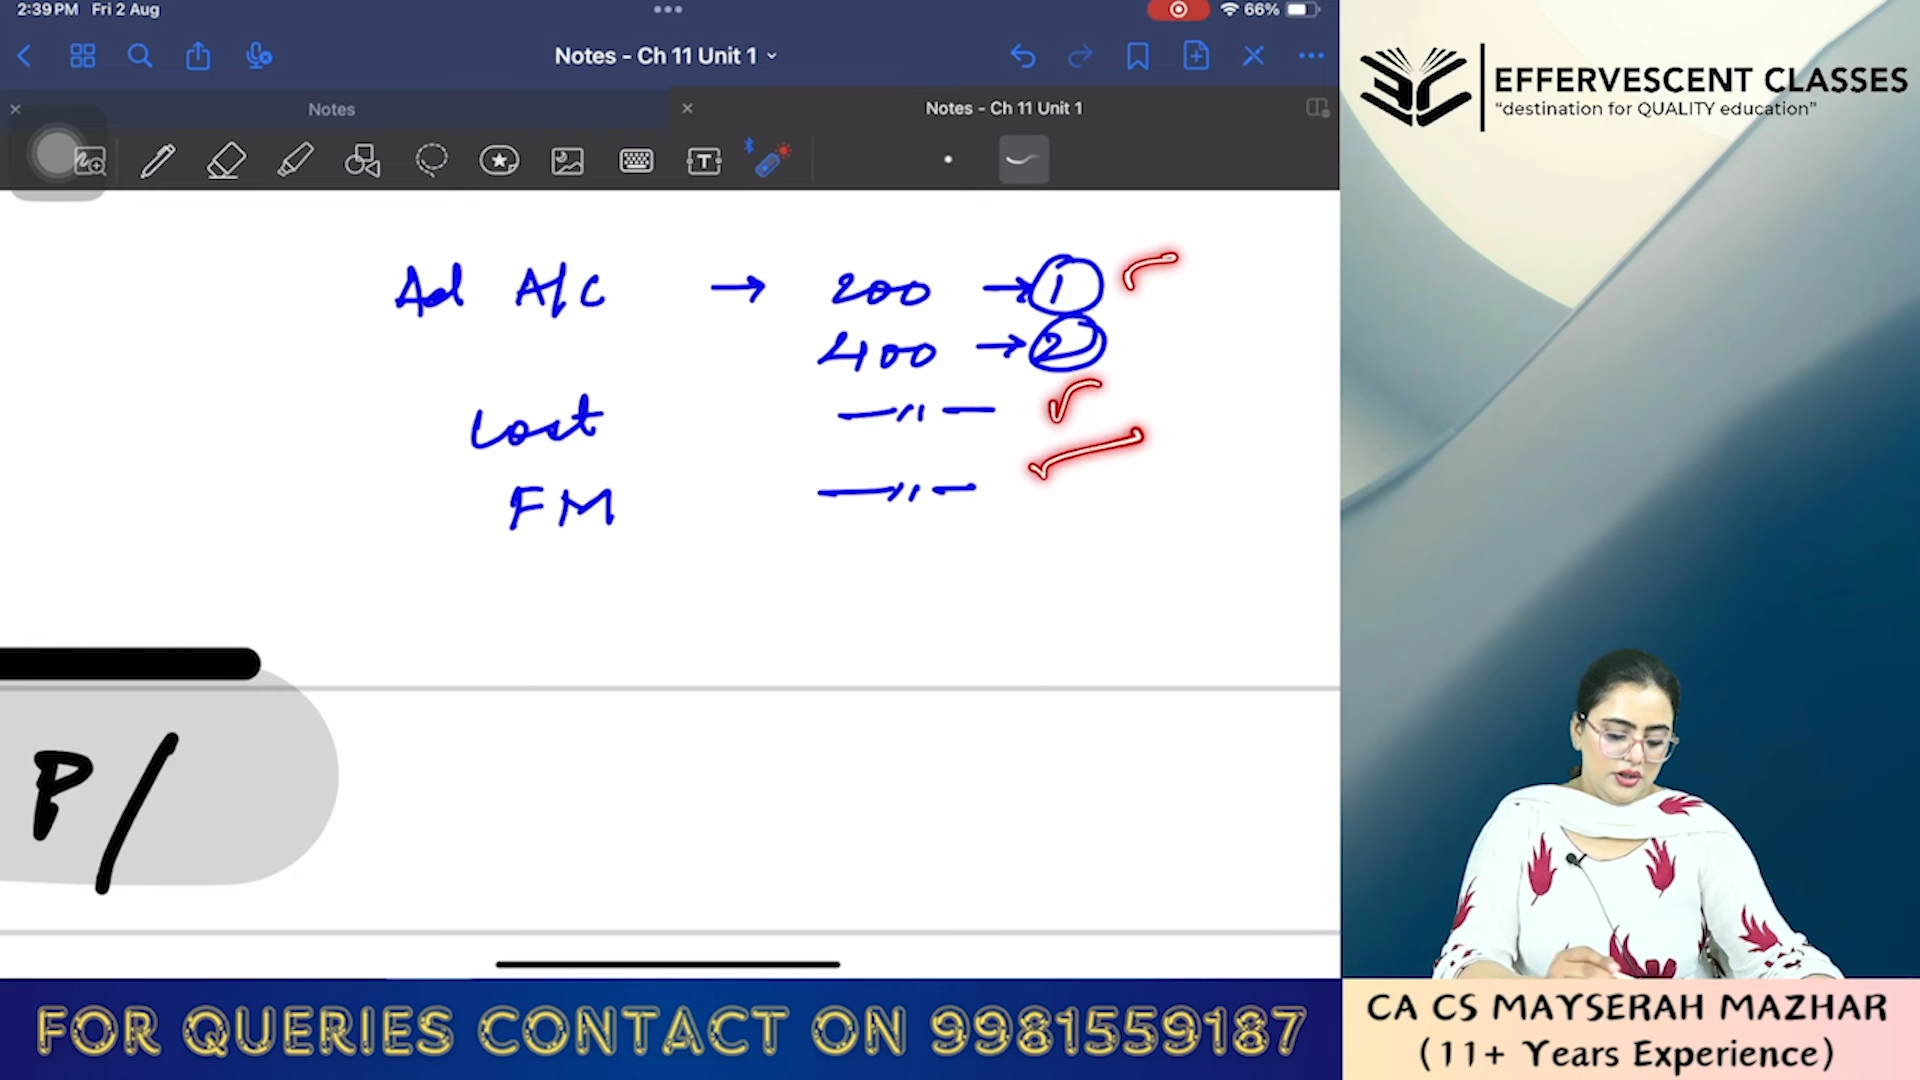 2:39 PM Fri 2 Aug
66%
Notes - Ch 11 Unit 1
Notes
Notes - Ch 11 Unit 1
T
Ad A/C → 200 → 1
400 → 2
Cost —〃—
FM —〃—
P/
EFFERVESCENT CLASSES
"destination for QUALITY education"
FOR QUERIES CONTACT ON 9981559187
CA CS MAYSERAH MAZHAR
(11+ Years Experience)